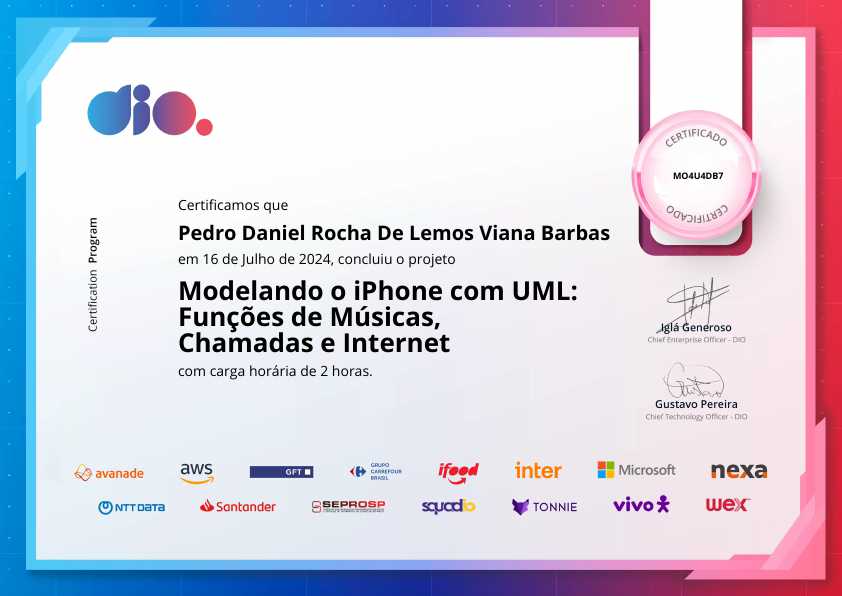 dio.
CERTIFICADO
MO4U4DB7
CERTIFICADO
Certification Program
Certificamos que
Pedro Daniel Rocha De Lemos Viana Barbas
em 16 de Julho de 2024, concluiu o projeto
Modelando o iPhone com UML:
Funções de Músicas,
Chamadas e Internet
com carga horária de 2 horas.
Iglá Generoso
Chief Enterprise Officer - DIO
Gustavo Pereira
Chief Technology Officer - DIO
avanade
aws
GFT
GRUPO
CARREFOUR
BRASIL
ifood
inter
Microsoft
nexa
NTT DATA
Santander
SEPROSP
squadio
TONNIE
vivo
wex